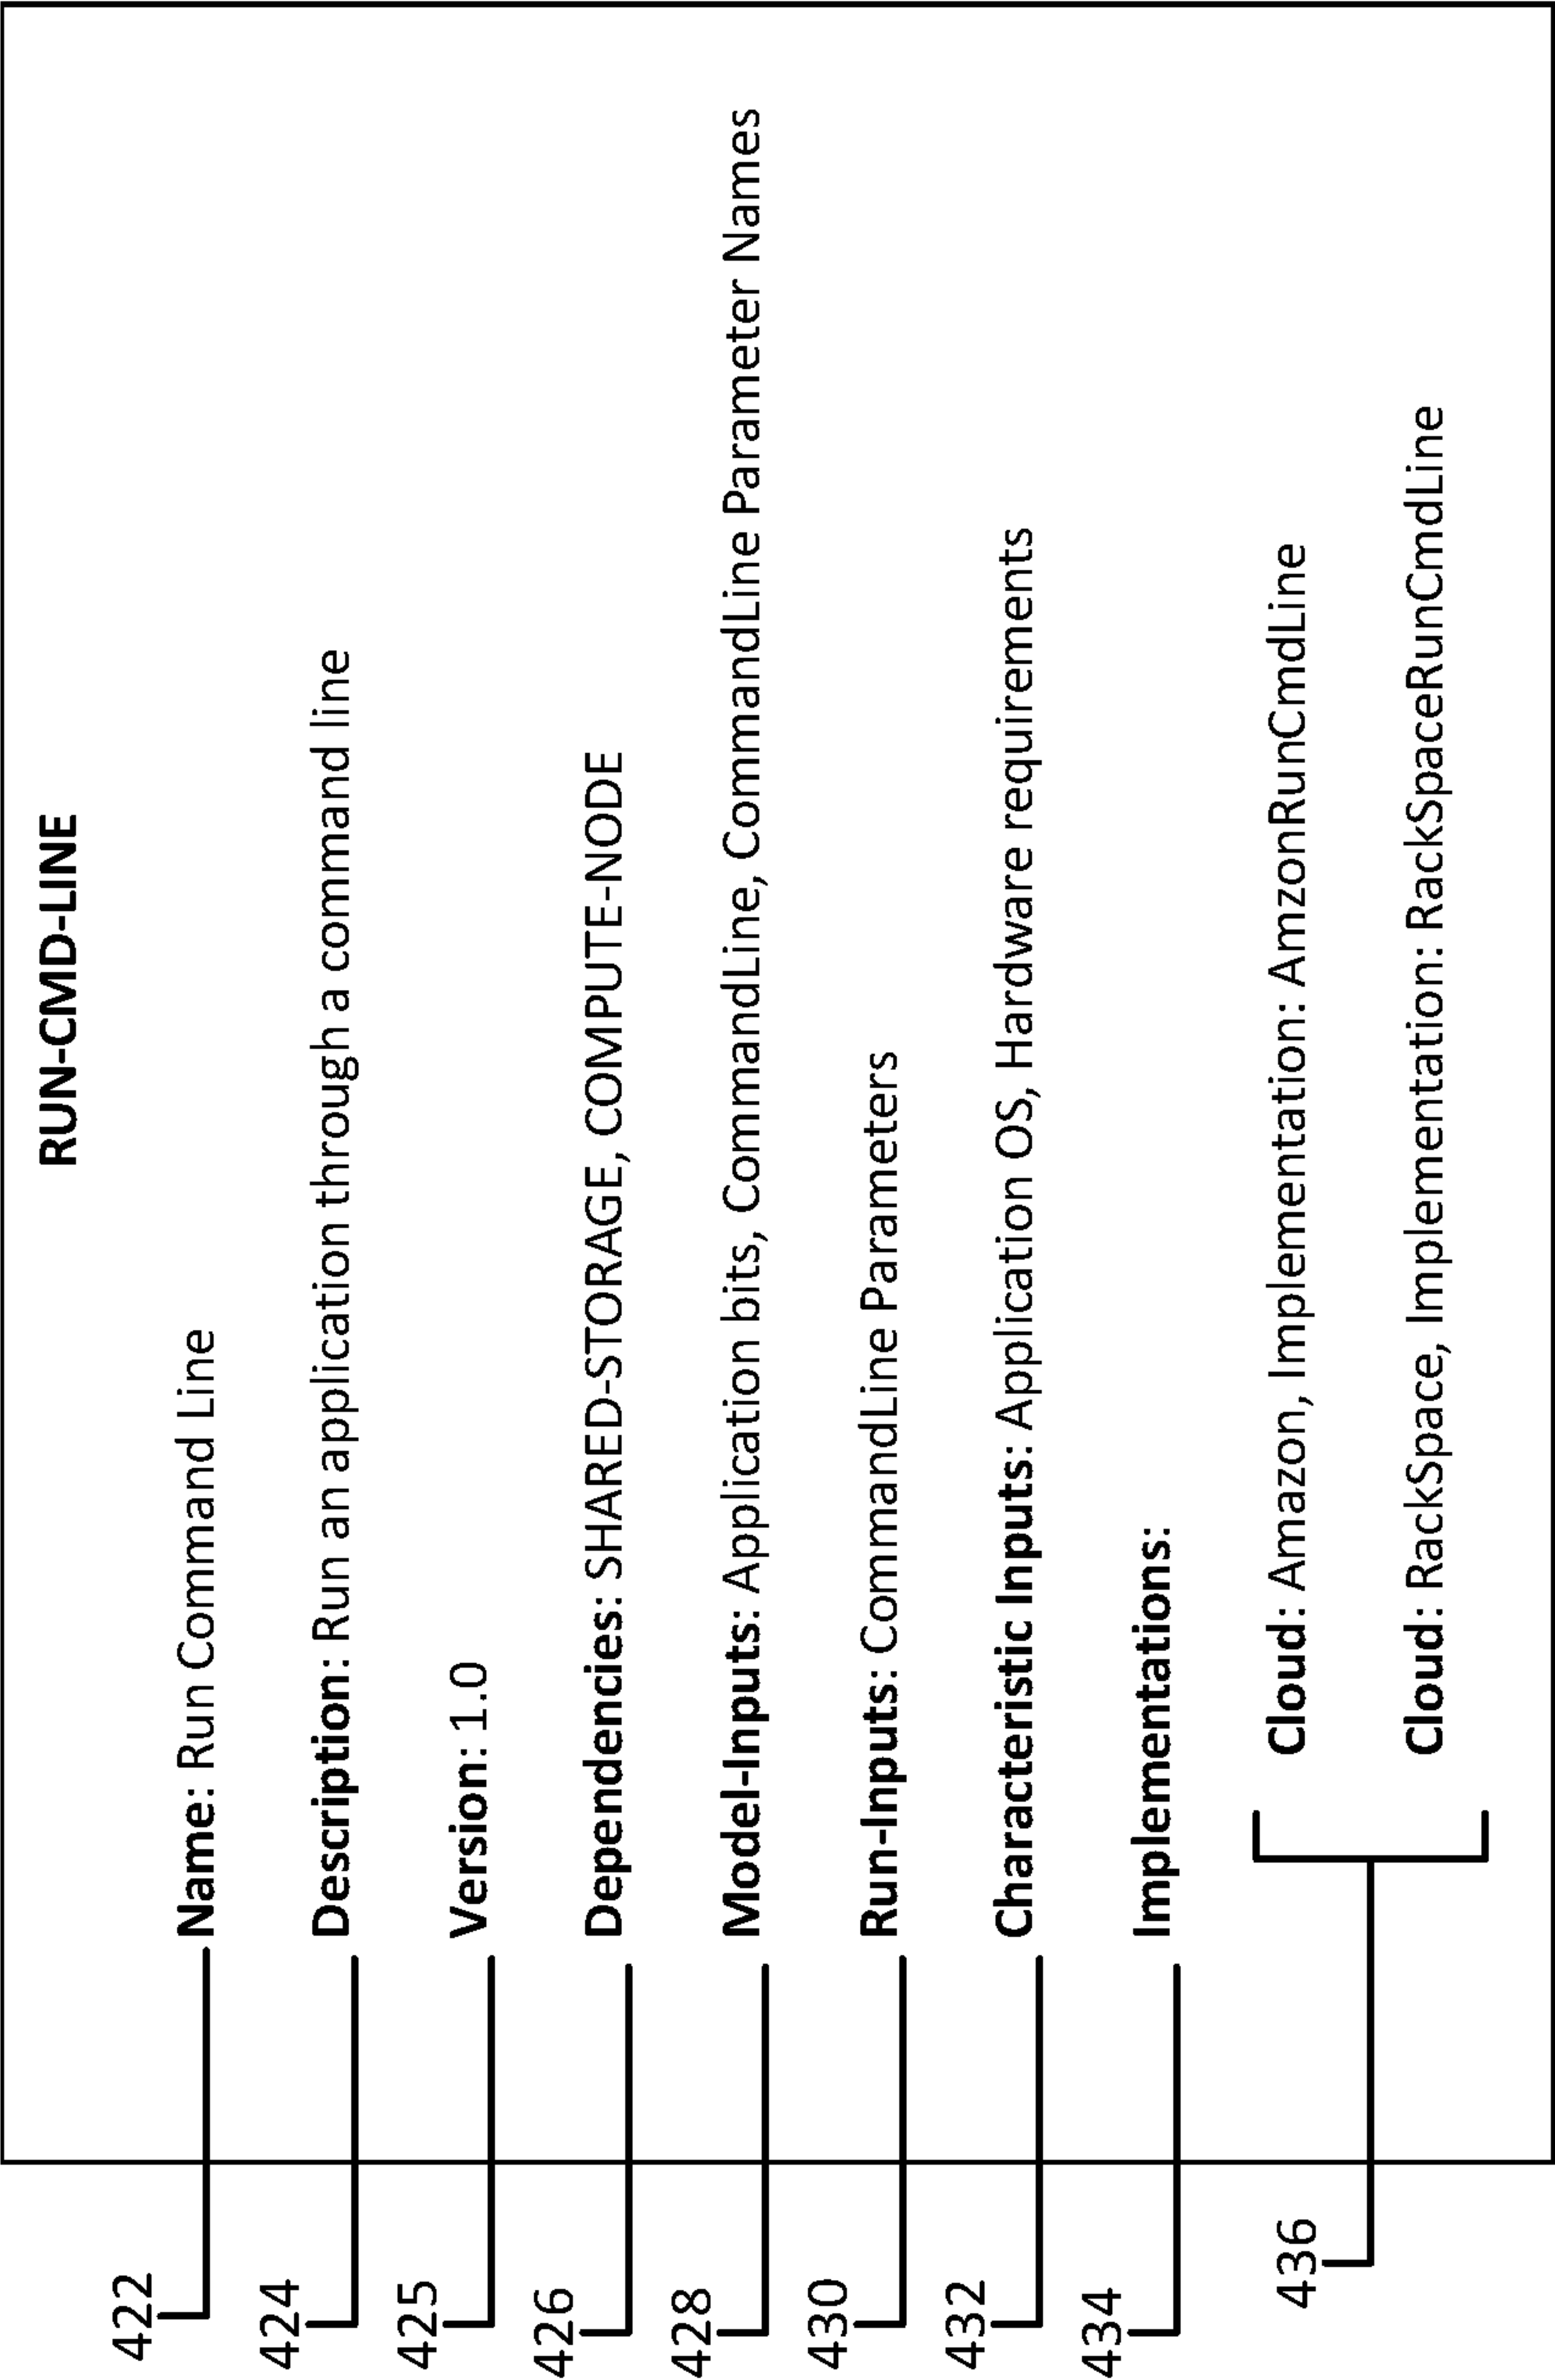 RUN-CMD-LINE
422 Name: Run Command Line
424 Description: Run an application through a command line
425 Version: 1.0
426 Dependencies: SHARED-STORAGE, COMPUTE-NODE
428 Model-Inputs: Application bits, CommandLine, CommandLine Parameter Names
430 Run-Inputs: CommandLine Parameters
432 Characteristic Inputs: Application OS, Hardware requirements
434 Implementations:
436
Cloud: Amazon, Implementation: AmzonRunCmdLine
Cloud: RackSpace, Implementation: RackSpaceRunCmdLine